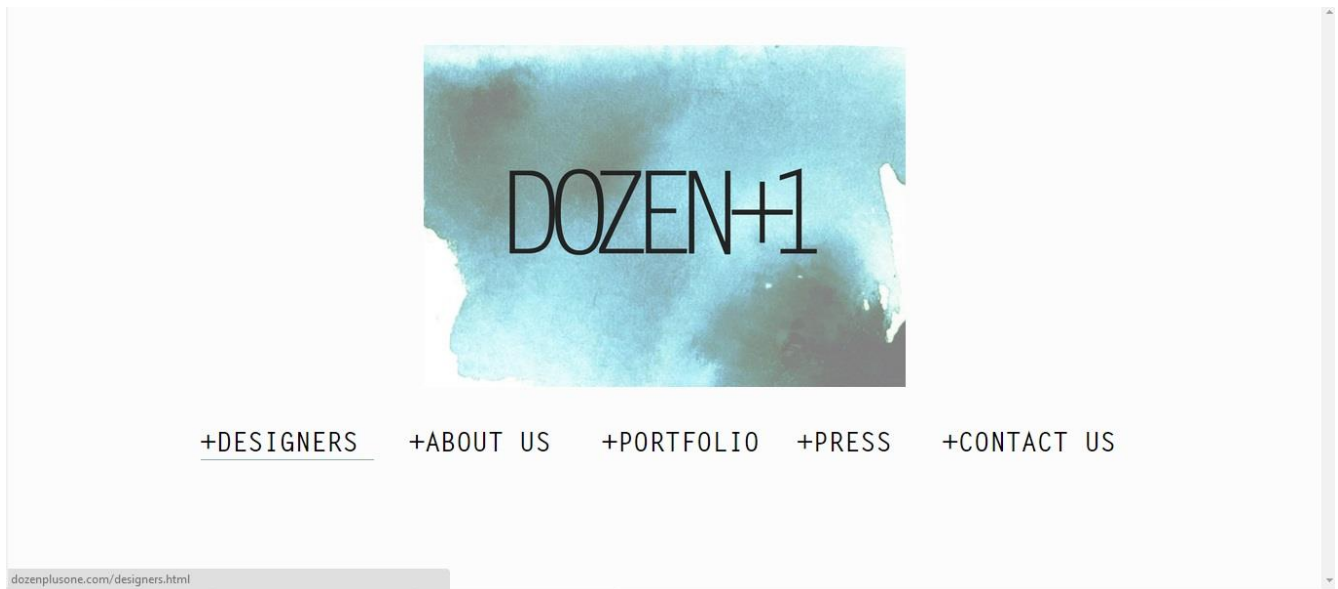 DOZEN+1
+DESIGNERS +ABOUT US +PORTFOLIO +PRESS +CONTACT US
dozenplusone.com/designers.html